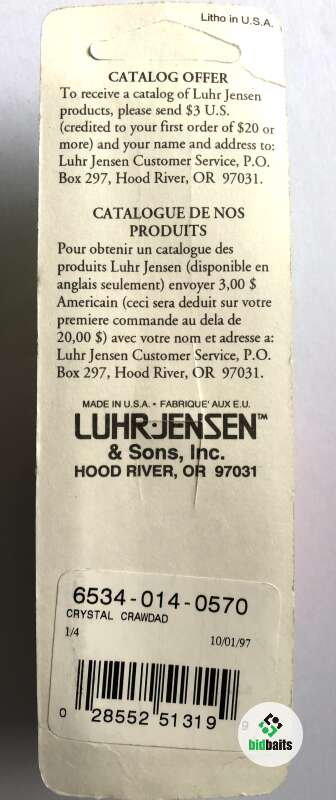 Litho in U.S.A.
CATALOG OFFER
To receive a catalog of Luhr Jensen
products, please send $3 U.S.
(credited to your first order of $20 or
more) and your name and address to:
Luhr Jensen Customer Service, P.O.
Box 297, Hood River, OR 97031.
CATALOGUE DE NOS
PRODUITS
Pour obtenir un catalogue des
produits Luhr Jensen (disponible en
anglais seulement) envoyer 3,00 $
Americain (ceci sera deduit sur votre
premiere commande au dela de
20,00 $) avec votre nom et adresse a:
Luhr Jensen Customer Service, P.O.
Box 297, Hood River, OR 97031.
MADE IN U.S.A. • FABRIQUE' AUX E.U.
LUHR·JENSEN™
& Sons, Inc.
HOOD RIVER, OR 97031
6534-014-0570
CRYSTAL CRAWDAD
1/4 10/01/97
0 28552 51319 9
bidbaits